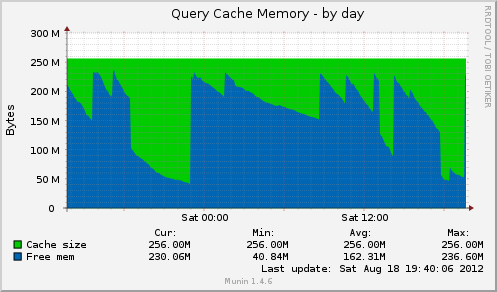 Query Cache Memory - by day
RRDTOOL / TOBI OETIKER
Bytes
300 M
250 M
200 M
150 M
100 M
50 M
0
Sat 00:00 Sat 12:00
Cur: Min: Avg: Max:
Cache size 256.00M 256.00M 256.00M 256.00M
Free mem 230.06M 40.84M 162.31M 236.60M
Last update: Sat Aug 18 19:40:06 2012
Munin 1.4.6